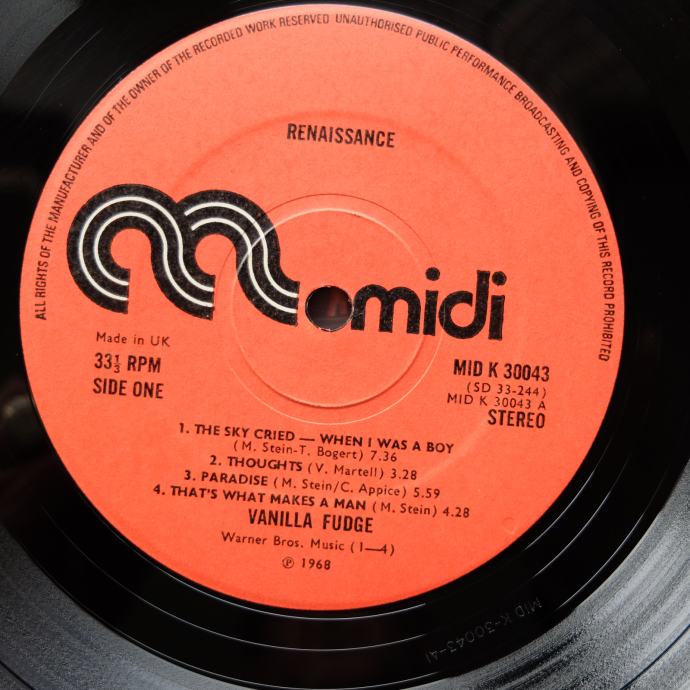 ALL RIGHTS OF THE MANUFACTURER AND OF THE OWNER OF THE RECORDED WORK RESERVED UNAUTHORISED PUBLIC PERFORMANCE BROADCASTING AND COPYING OF THIS RECORD PROHIBITED
RENAISSANCE
midi
Made in UK
33⅓ RPM
SIDE ONE
MID K 30043
(SD 33-244)
MID K 30043 A
STEREO
1. THE SKY CRIED — WHEN I WAS A BOY
(M. Stein-T. Bogert) 7.36
2. THOUGHTS (V. Martell) 3.28
3. PARADISE (M. Stein/C. Appice) 5.59
4. THAT'S WHAT MAKES A MAN (M. Stein) 4.28
VANILLA FUDGE
Warner Bros. Music (1—4)
℗ 1968
MID K-30043-A1